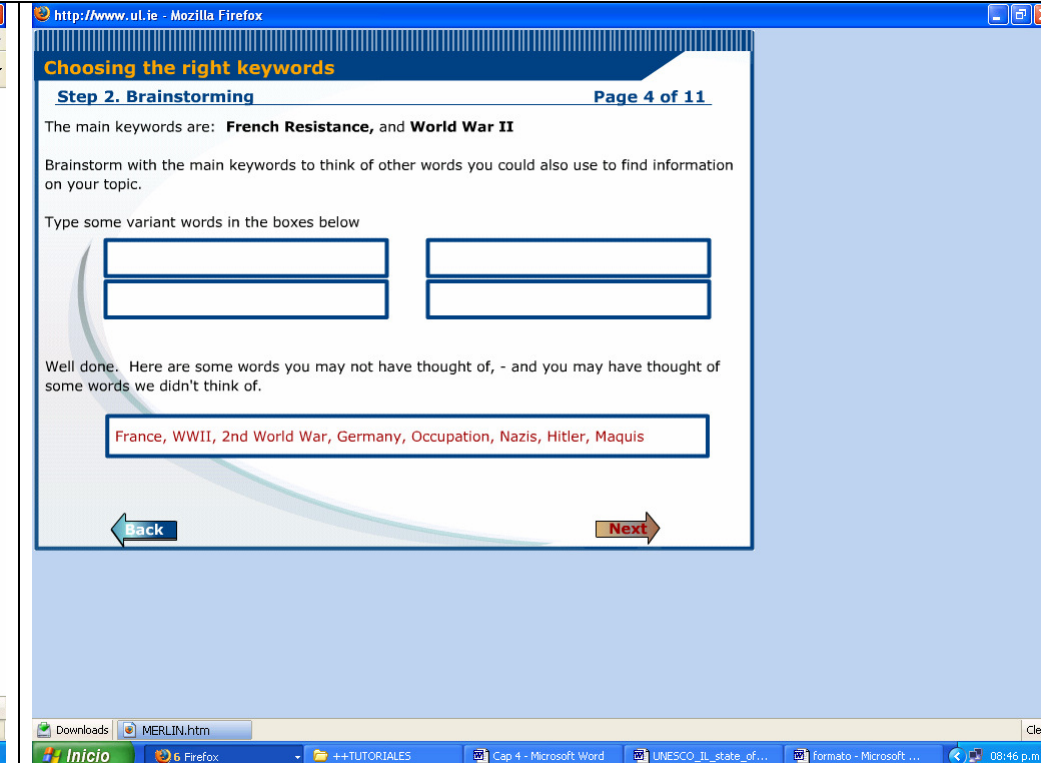 http://www.ul.ie - Mozilla Firefox
Choosing the right keywords
Step 2. Brainstorming Page 4 of 11
The main keywords are: French Resistance, and World War II
Brainstorm with the main keywords to think of other words you could also use to find information
on your topic.
Type some variant words in the boxes below
Well done. Here are some words you may not have thought of, - and you may have thought of
some words we didn't think of.
France, WWII, 2nd World War, Germany, Occupation, Nazis, Hitler, Maquis
Back Next
Downloads MERLIN.htm Cle
Inicio 6 Firefox ++TUTORIALES Cap 4 - Microsoft Word UNESCO_IL_state_of... formato - Microsoft ... 08:46 p.m